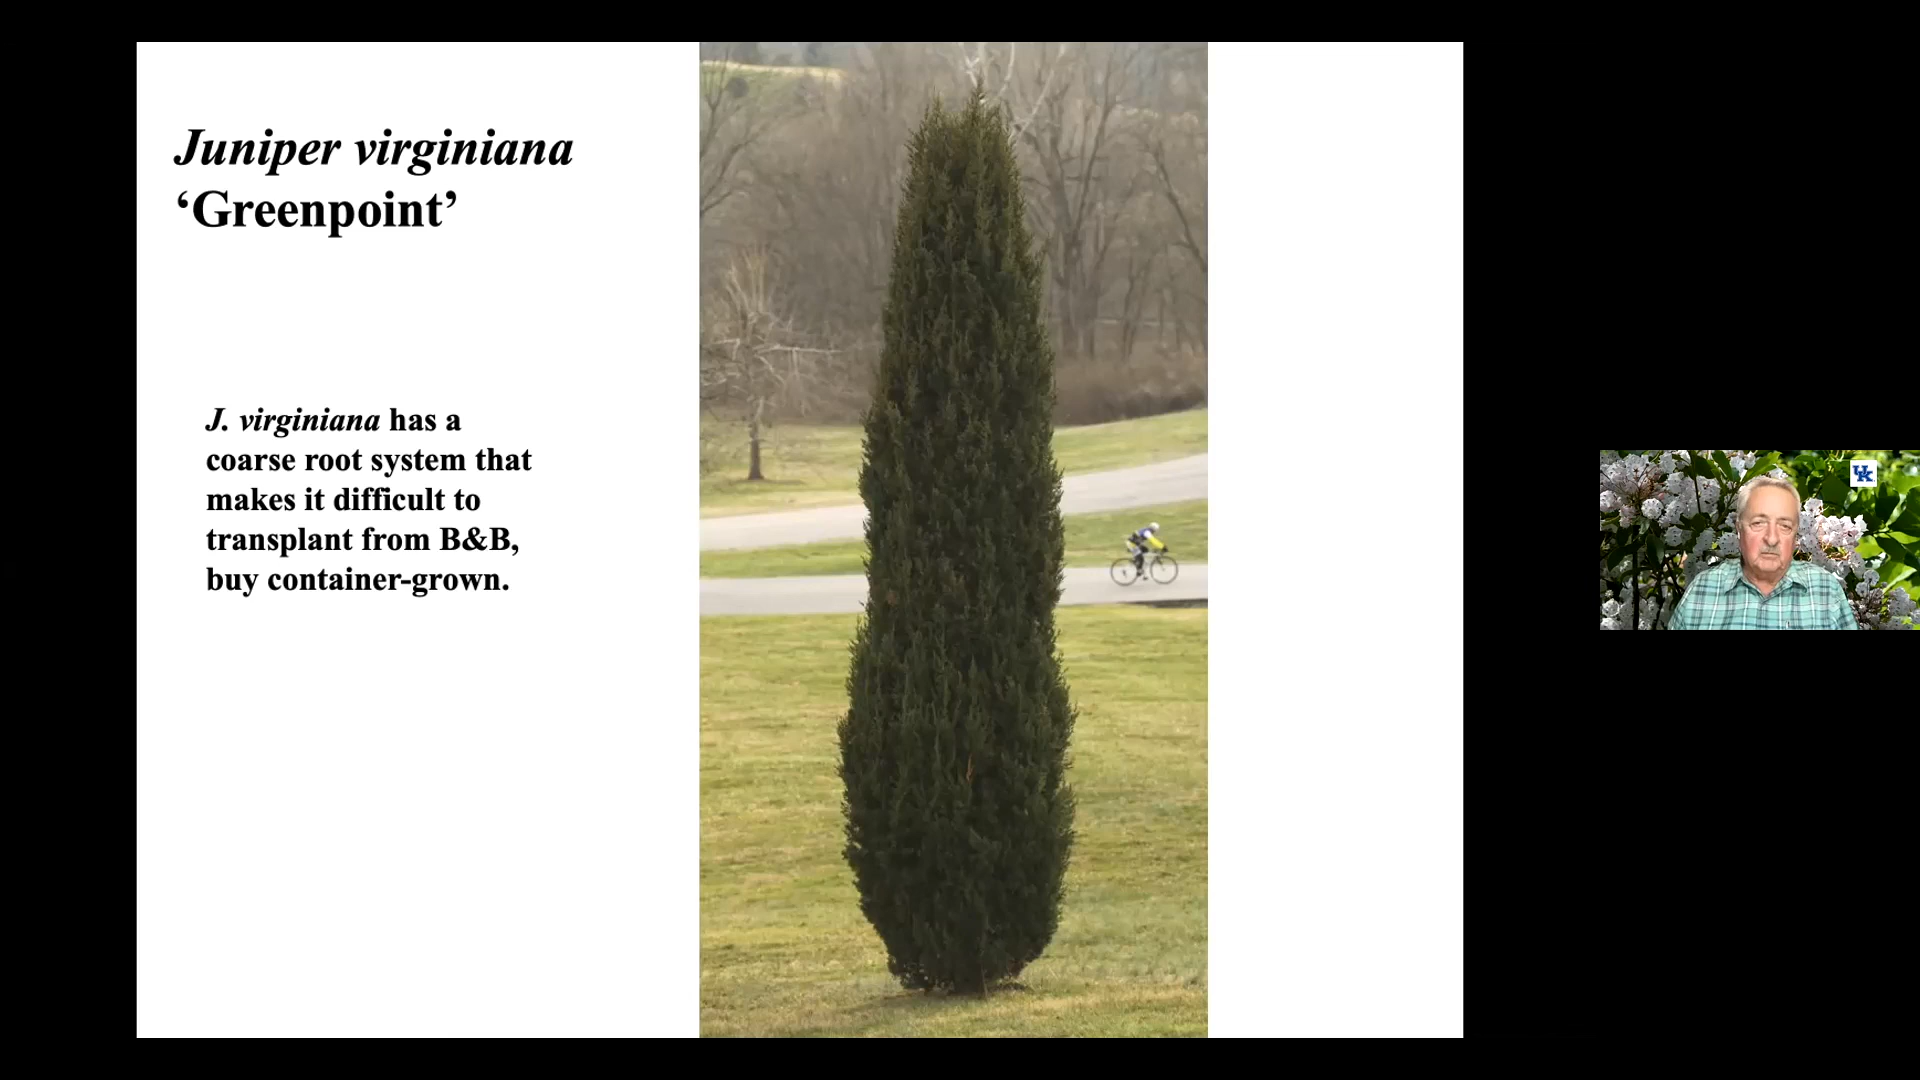 Juniper virginiana
‘Greenpoint’
J. virginiana has a
coarse root system that
makes it difficult to
transplant from B&B,
buy container-grown.
UK